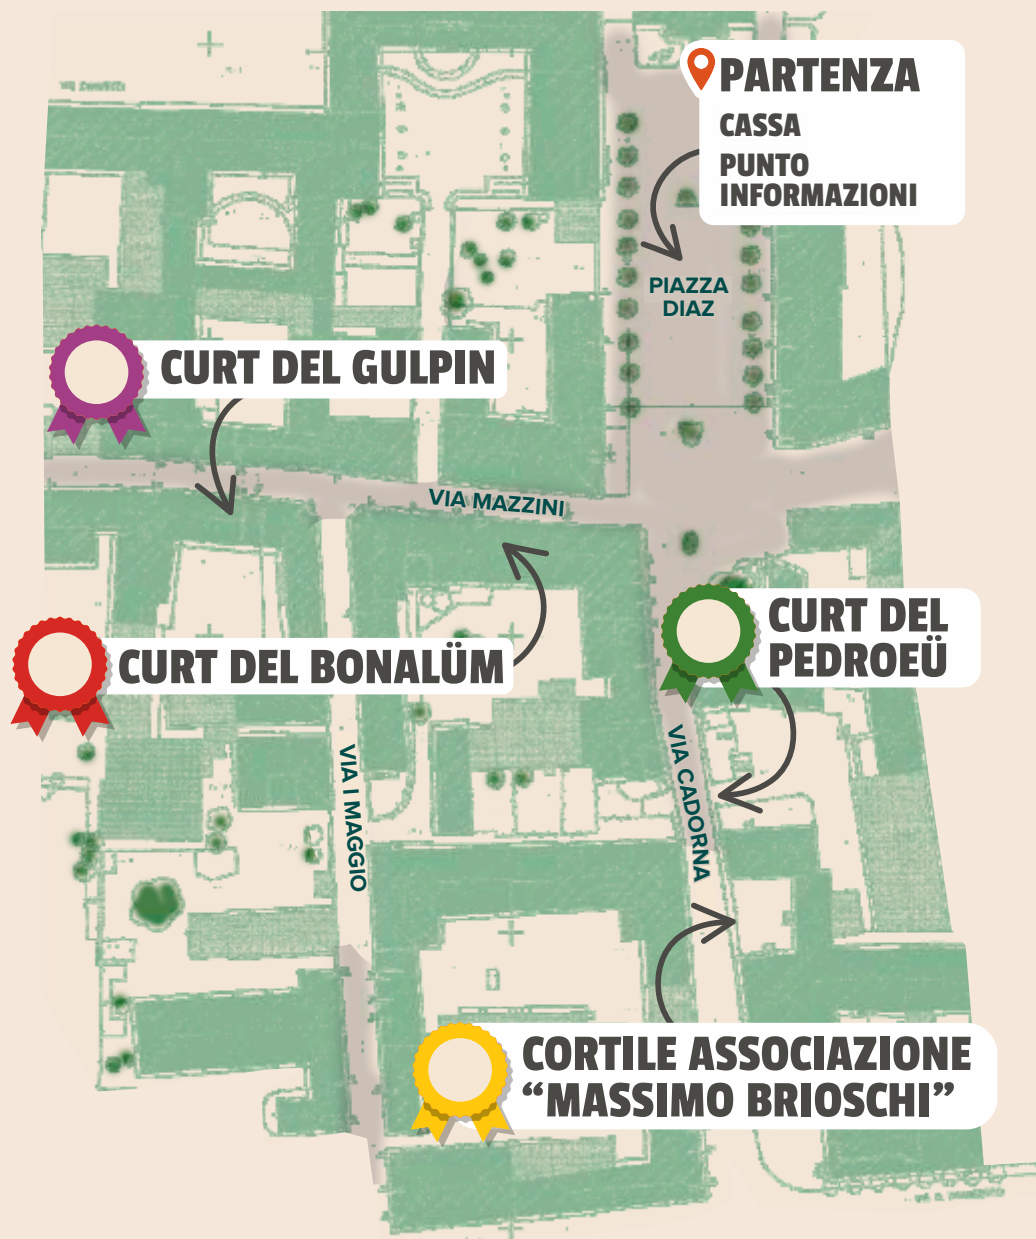 PARTENZA
CASSA
PUNTO
INFORMAZIONI
PIAZZA
DIAZ
CURT DEL GULPIN
VIA MAZZINI
CURT DEL
PEDROEÜ
CURT DEL BONALÜM
VIA CADORNA
VIA I MAGGIO
CORTILE ASSOCIAZIONE
“MASSIMO BRIOSCHI”